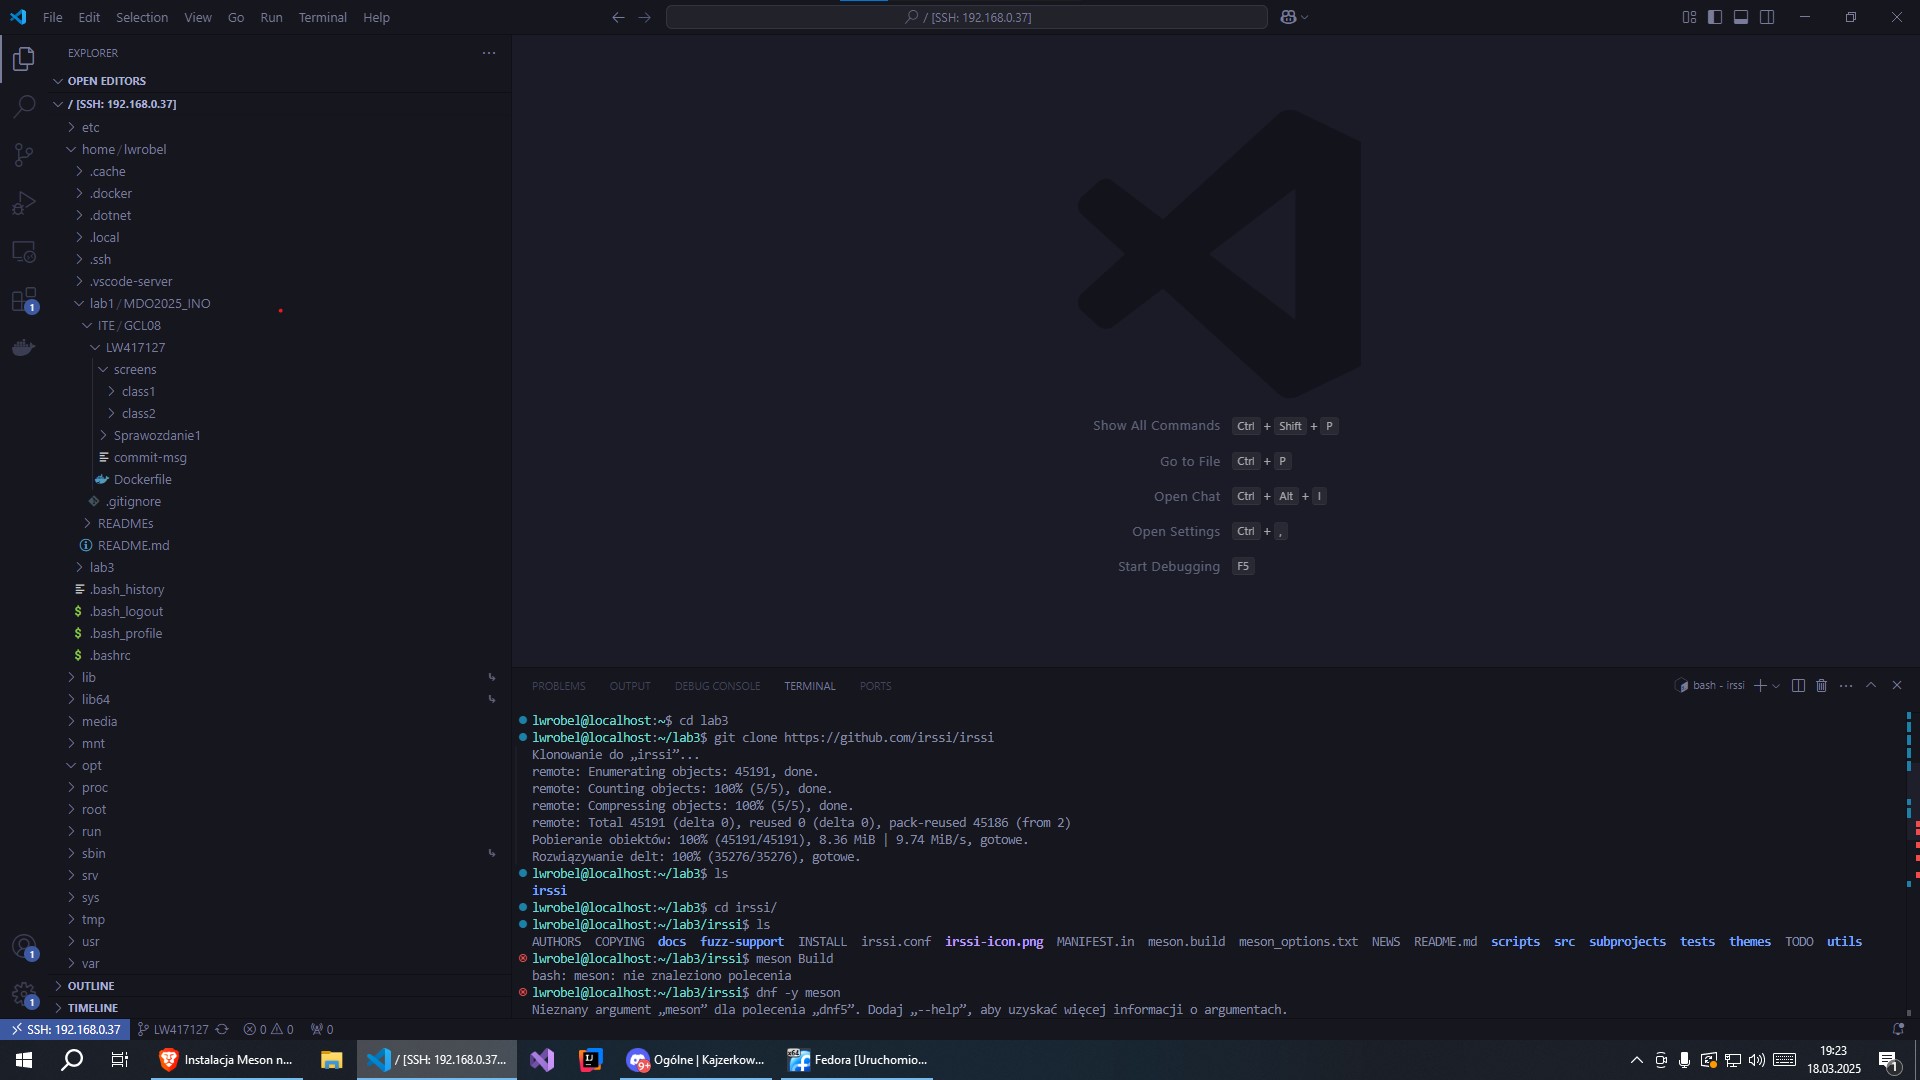 File Edit Selection View Go Run Terminal Help
/ [SSH: 192.168.0.37]
EXPLORER
OPEN EDITORS
/ [SSH: 192.168.0.37]
etc
home / lwrobel
.cache
.docker
.dotnet
.local
.ssh
.vscode-server
lab1 / MDO2025_INO
ITE / GCL08
LW417127
screens
class1
class2
Sprawozdanie1
commit-msg
Dockerfile
.gitignore
READMEs
README.md
lab3
.bash_history
$ .bash_logout
$ .bash_profile
$ .bashrc
lib
lib64
media
mnt
opt
proc
root
run
sbin
srv
sys
tmp
usr
var
OUTLINE
TIMELINE
1
1
1
Show All Commands Ctrl + Shift + P
Go to File Ctrl + P
Open Chat Ctrl + Alt + I
Open Settings Ctrl + ,
Start Debugging F5
PROBLEMS OUTPUT DEBUG CONSOLE TERMINAL PORTS
bash - irssi
lwrobel@localhost:~$ cd lab3
lwrobel@localhost:~/lab3$ git clone https://github.com/irssi/irssi
Klonowanie do „irssi”...
remote: Enumerating objects: 45191, done.
remote: Counting objects: 100% (5/5), done.
remote: Compressing objects: 100% (5/5), done.
remote: Total 45191 (delta 0), reused 0 (delta 0), pack-reused 45186 (from 2)
Pobieranie obiektów: 100% (45191/45191), 8.36 MiB | 9.74 MiB/s, gotowe.
Rozwiązywanie delt: 100% (35276/35276), gotowe.
lwrobel@localhost:~/lab3$ ls
irssi
lwrobel@localhost:~/lab3$ cd irssi/
lwrobel@localhost:~/lab3/irssi$ ls
AUTHORS COPYING docs fuzz-support INSTALL irssi.conf irssi-icon.png MANIFEST.in meson.build meson_options.txt NEWS README.md scripts src subprojects tests themes TODO utils
lwrobel@localhost:~/lab3/irssi$ meson Build
bash: meson: nie znaleziono polecenia
lwrobel@localhost:~/lab3/irssi$ dnf -y meson
Nieznany argument „meson” dla polecenia „dnf5”. Dodaj „--help”, aby uzyskać więcej informacji o argumentach.
SSH: 192.168.0.37 LW417127 0 0 0
Instalacja Meson n...
/ [SSH: 192.168.0.37...
Ogólne | Kajzerkow...
Fedora [Uruchomio...
19:23
18.03.2025
1